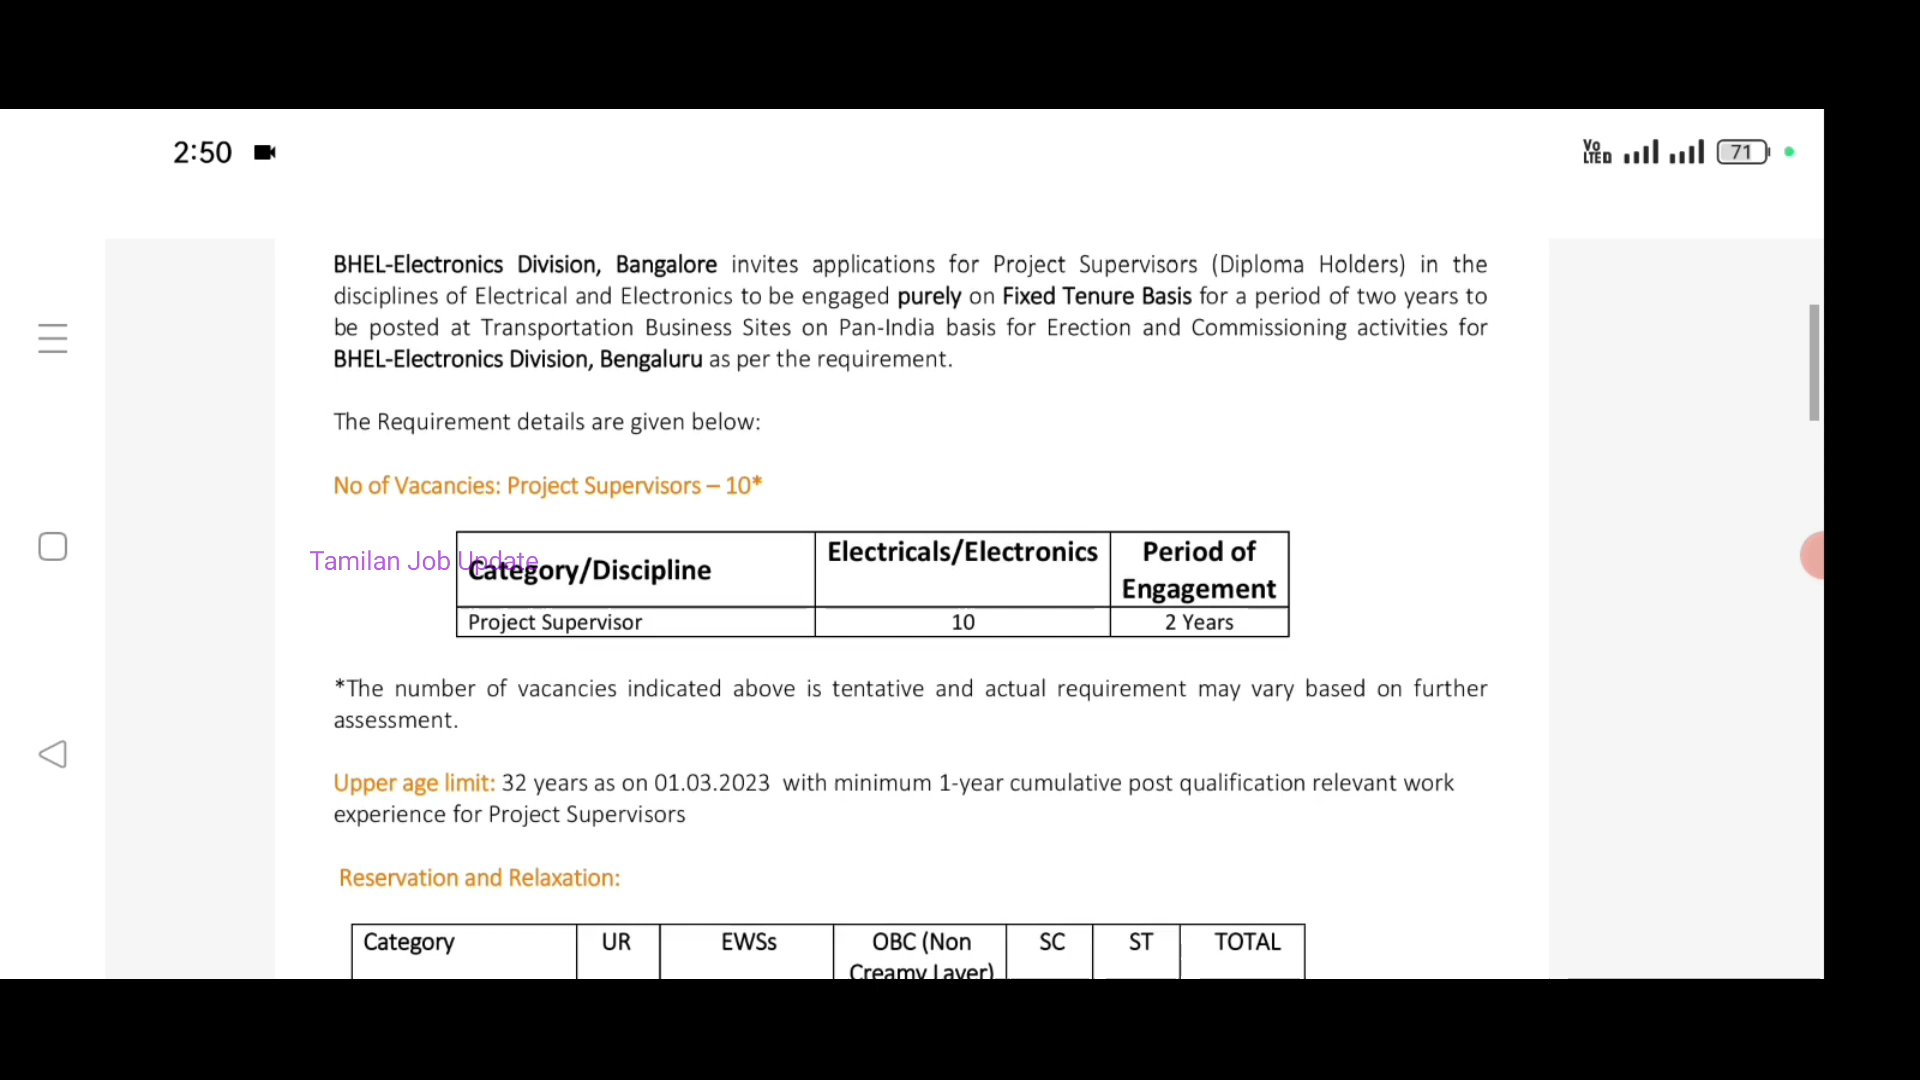 2:50
Vo LTED 71
BHEL-Electronics Division, Bangalore invites applications for Project Supervisors (Diploma Holders) in the
disciplines of Electrical and Electronics to be engaged purely on Fixed Tenure Basis for a period of two years to
be posted at Transportation Business Sites on Pan-India basis for Erection and Commissioning activities for
BHEL-Electronics Division, Bengaluru as per the requirement.
The Requirement details are given below:
No of Vacancies: Project Supervisors – 10*
Tamilan Job Update
Category/Discipline
Electricals/Electronics
Period of
Engagement
Project Supervisor 10 2 Years
*The number of vacancies indicated above is tentative and actual requirement may vary based on further
assessment.
Upper age limit: 32 years as on 01.03.2023 with minimum 1-year cumulative post qualification relevant work
experience for Project Supervisors
Reservation and Relaxation:
Category UR EWSs OBC (Non SC ST TOTAL
Creamy Layer)